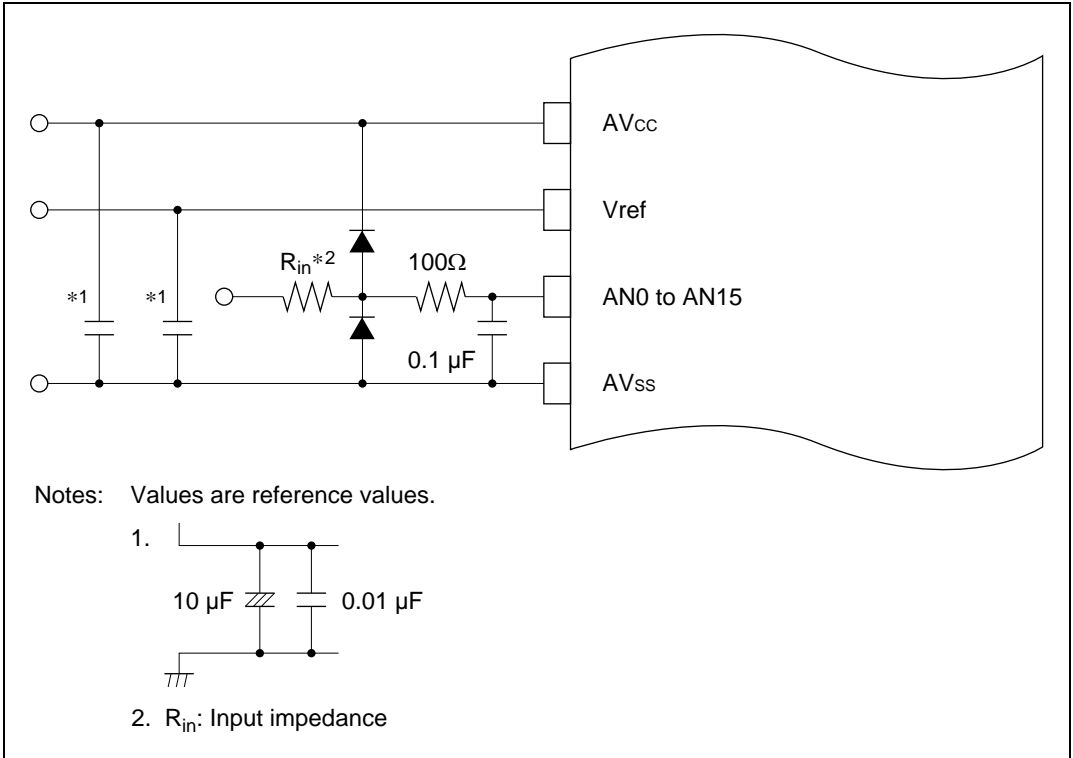 AVcc
Vref
Rin*2
100Ω
*1
*1
AN0 to AN15
0.1 µF
AVss
Notes: Values are reference values.
1.
10 µF
0.01 µF
2. Rin: Input impedance